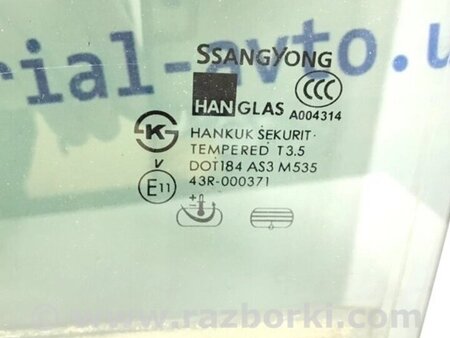 rial-avto.u
SSANGYONG
HANGLAS
CCC
A004314
K
S
HANKUK SEKURIT
TEMPERED T3.5
V
DOT184 AS3 M535
E11
43R-000371
www.razborki.com